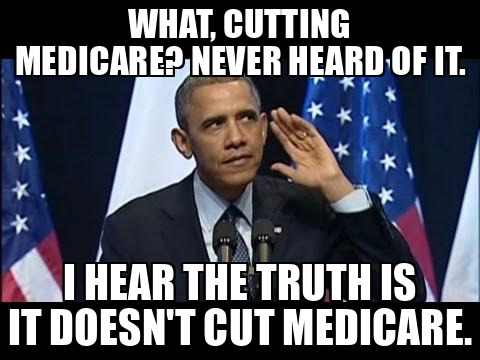 WHAT, CUTTING
MEDICARE? NEVER HEARD OF IT.
I HEAR THE TRUTH IS
IT DOESN'T CUT MEDICARE.